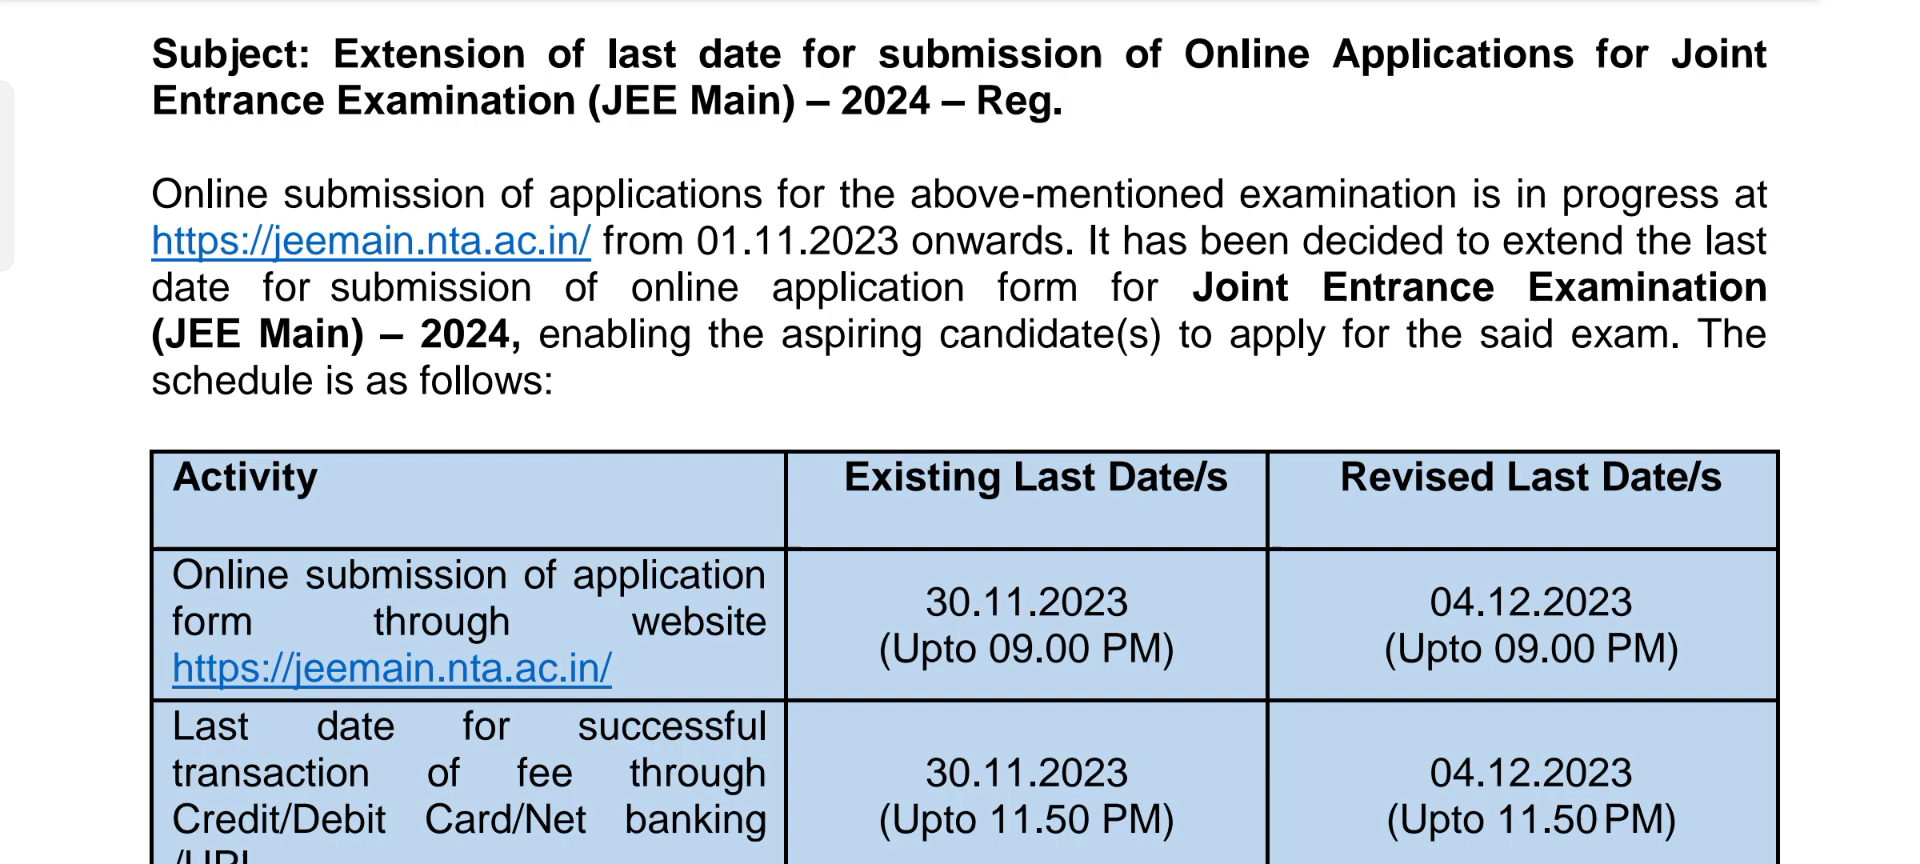 Subject: Extension of last date for submission of Online Applications for Joint
Entrance Examination (JEE Main) – 2024 – Reg.
Online submission of applications for the above-mentioned examination is in progress at
https://jeemain.nta.ac.in/ from 01.11.2023 onwards. It has been decided to extend the last
date for submission of online application form for Joint Entrance Examination
(JEE Main) – 2024, enabling the aspiring candidate(s) to apply for the said exam. The
schedule is as follows:
Activity
Existing Last Date/s
Revised Last Date/s
Online submission of application
form through website
https://jeemain.nta.ac.in/
30.11.2023
(Upto 09.00 PM)
04.12.2023
(Upto 09.00 PM)
Last date for successful
transaction of fee through
Credit/Debit Card/Net banking
/UPI
30.11.2023
(Upto 11.50 PM)
04.12.2023
(Upto 11.50 PM)